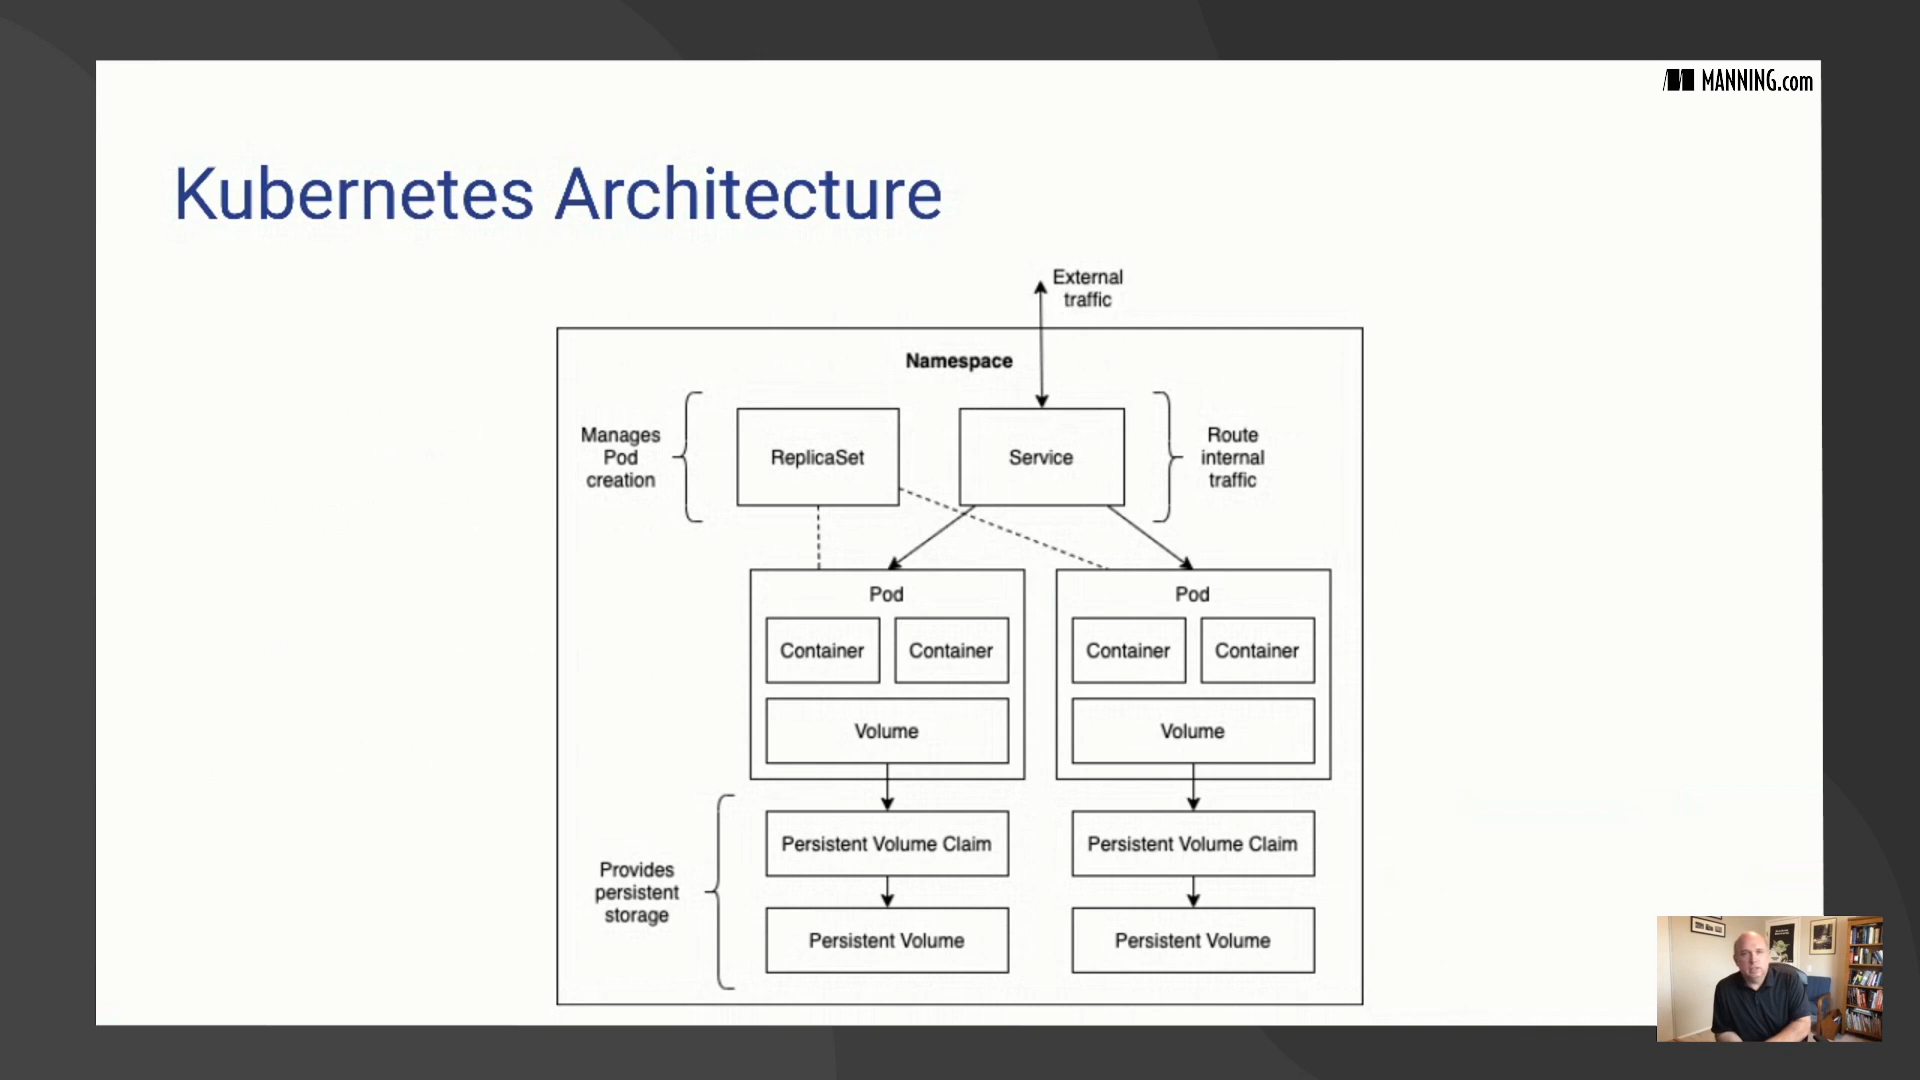 MANNING.com
Kubernetes Architecture
External
traffic
Namespace
Manages
Pod
creation
ReplicaSet
Service
Route
internal
traffic
Pod
Pod
Container
Container
Container
Container
Volume
Volume
Persistent Volume Claim
Persistent Volume Claim
Provides
persistent
storage
Persistent Volume
Persistent Volume